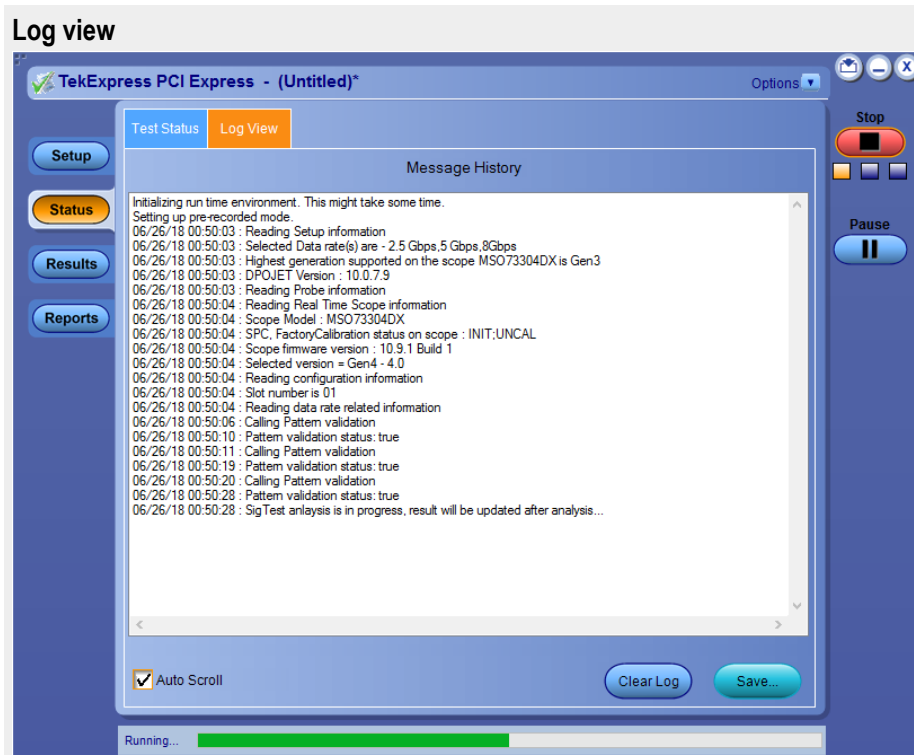 Log view
TekExpress PCI Express - (Untitled)*
Options
X
Test Status
Log View
Stop
Setup
Message History
Status
Initializing run time environment. This might take some time.
Setting up pre-recorded mode.
06/26/18 00:50:03 : Reading Setup information
06/26/18 00:50:03 : Selected Data rate(s) are - 2.5 Gbps,5 Gbps,8Gbps
06/26/18 00:50:03 : Highest generation supported on the scope MSO73304DX is Gen3
06/26/18 00:50:03 : DPOJET Version : 10.0.7.9
06/26/18 00:50:03 : Reading Probe information
06/26/18 00:50:04 : Reading Real Time Scope information
06/26/18 00:50:04 : Scope Model : MSO73304DX
06/26/18 00:50:04 : SPC, FactoryCalibration status on scope : INIT;UNCAL
06/26/18 00:50:04 : Scope firmware version : 10.9.1 Build 1
06/26/18 00:50:04 : Selected version = Gen4 - 4.0
06/26/18 00:50:04 : Reading configuration information
06/26/18 00:50:04 : Slot number is 01
06/26/18 00:50:04 : Reading data rate related information
06/26/18 00:50:06 : Calling Pattern validation
06/26/18 00:50:10 : Pattern validation status: true
06/26/18 00:50:11 : Calling Pattern validation
06/26/18 00:50:19 : Pattern validation status: true
06/26/18 00:50:20 : Calling Pattern validation
06/26/18 00:50:28 : Pattern validation status: true
06/26/18 00:50:28 : SigTest anlaysis is in progress, result will be updated after analysis...
Pause
Results
Reports
Auto Scroll
Clear Log
Save...
Running...